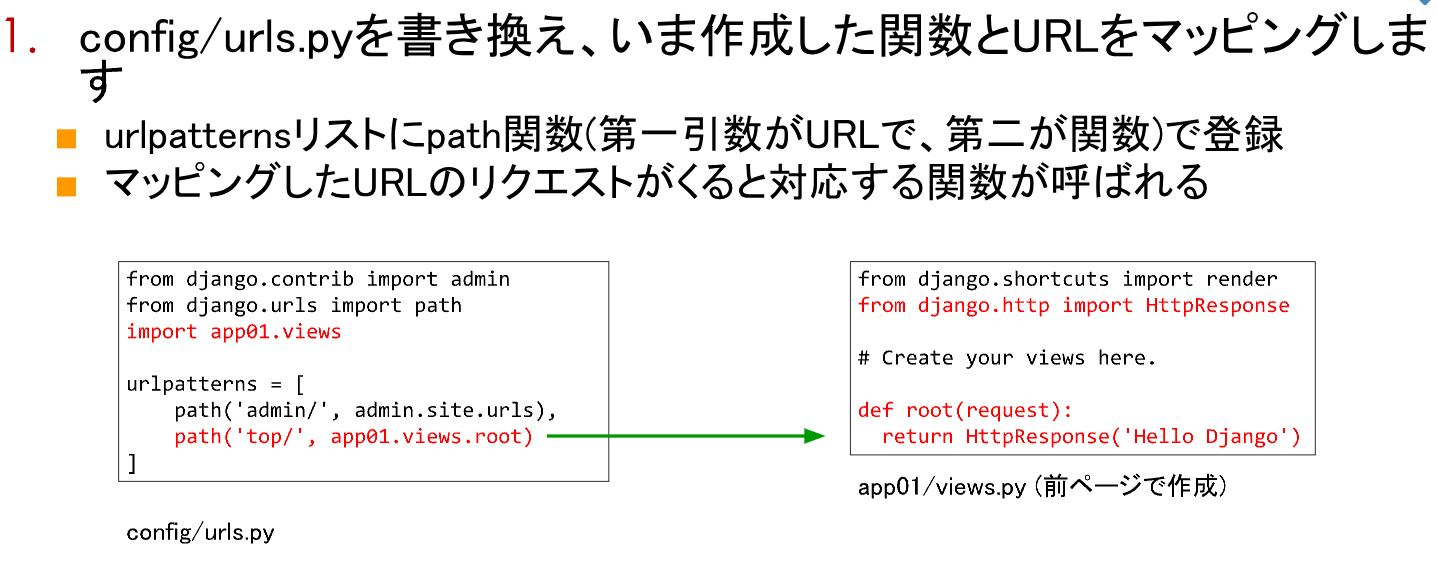 1. config/urls.pyを書き換え、いま作成した関数とURLをマッピングしま
す
■ urlpatternsリストにpath関数(第一引数がURLで、第二が関数)で登録
■ マッピングしたURLのリクエストがくると対応する関数が呼ばれる
from django.contrib import admin
from django.urls import path
import app01.views
urlpatterns = [
    path('admin/', admin.site.urls),
    path('top/', app01.views.root)
]
config/urls.py
from django.shortcuts import render
from django.http import HttpResponse
# Create your views here.
def root(request):
  return HttpResponse('Hello Django')
app01/views.py (前ページで作成)